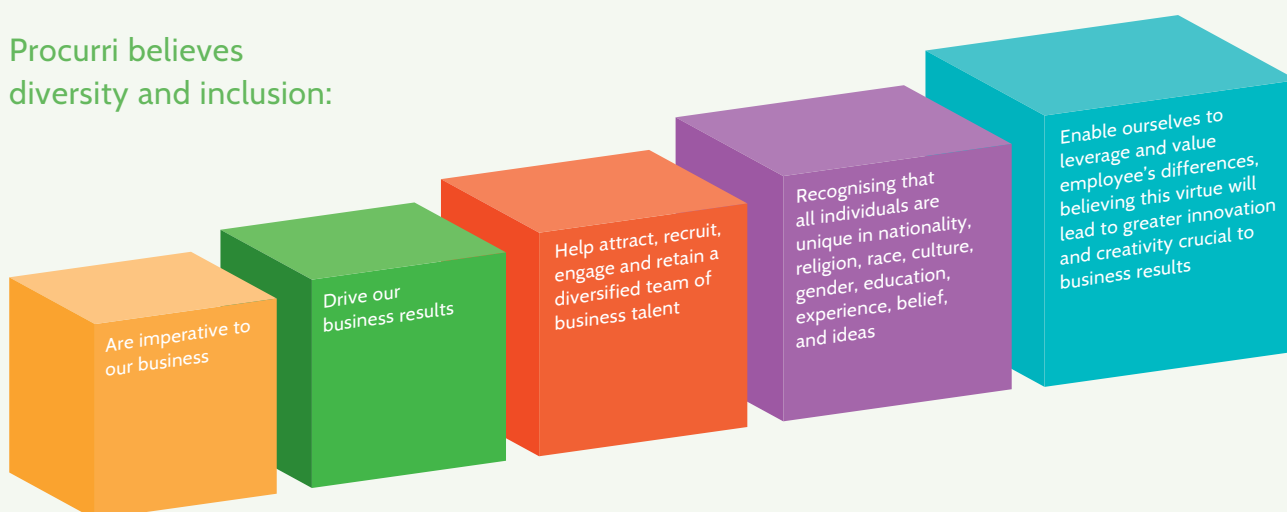 Procurri believes
diversity and inclusion:
Are imperative to
our business
Drive our
business results
Help attract, recruit,
engage and retain a
diversified team of
business talent
Recognising that
all individuals are
unique in nationality,
religion, race, culture,
gender, education,
experience, belief,
and ideas
Enable ourselves to
leverage and value
employee's differences,
believing this virtue will
lead to greater innovation
and creativity crucial to
business results